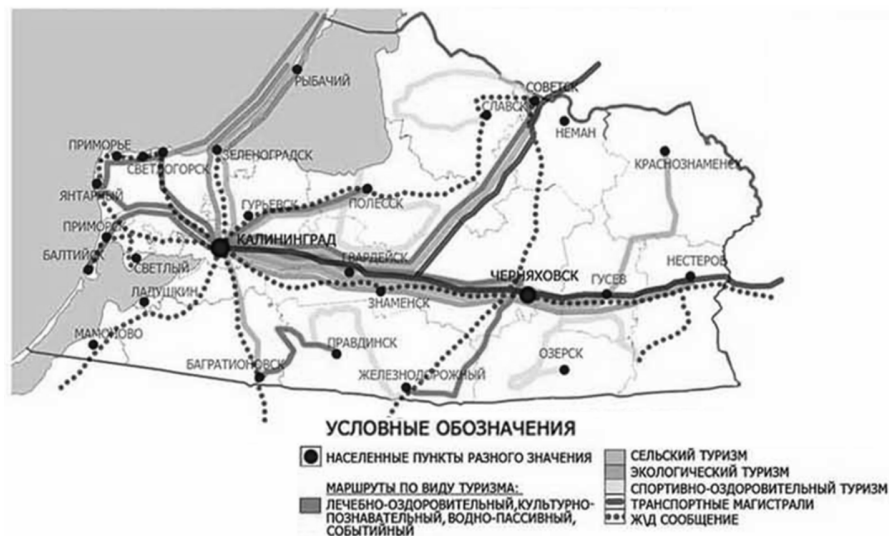 РЫБАЧИЙ
СОВЕТСК
СЛАВСК
НЕМАН
ПРИМОРЬЕ
СВЕТЛОГОРСК
ЗЕЛЕНОГРАДСК
КРАСНОЗНАМЕНСК
ЯНТАРНЫЙ
ГУРЬЕВСК
ПОЛЕССК
ПРИМОРСК
КАЛИНИНГРАД
БАЛТИЙСК
СВЕТЛЫЙ
ГВАРДЕЙСК
ЧЕРНЯХОВСК
ГУСЕВ
НЕСТЕРОВ
ЛАДУШКИН
ЗНАМЕНСК
МАМОНОВО
ПРАВДИНСК
ОЗЕРСК
БАГРАТИОНОВСК
ЖЕЛЕЗНОДОРОЖНЫЙ
УСЛОВНЫЕ ОБОЗНАЧЕНИЯ
НАСЕЛЕННЫЕ ПУНКТЫ РАЗНОГО ЗНАЧЕНИЯ
МАРШРУТЫ ПО ВИДУ ТУРИЗМА:
ЛЕЧЕБНО-ОЗДОРОВИТЕЛЬНЫЙ,КУЛЬТУРНО-
ПОЗНАВАТЕЛЬНЫЙ,ВОДНО-ПАССИВНЫЙ,
СОБЫТИЙНЫЙ
СЕЛЬСКИЙ ТУРИЗМ
ЭКОЛОГИЧЕСКИЙ ТУРИЗМ
СПОРТИВНО-ОЗДОРОВИТЕЛЬНЫЙ ТУРИЗМ
ТРАНСПОРТНЫЕ МАГИСТРАЛИ
Ж\Д СООБЩЕНИЕ